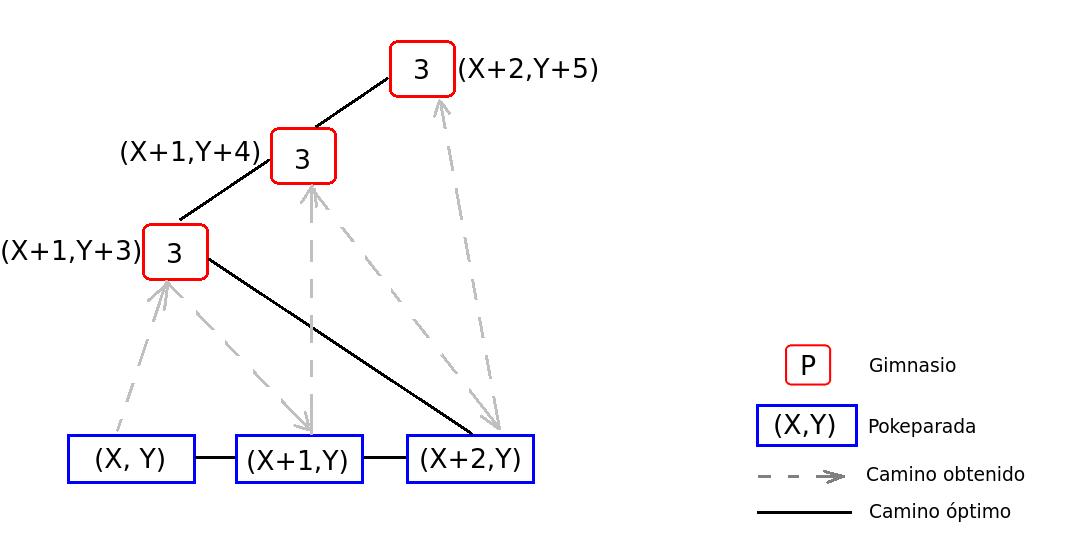 3 (X+2,Y+5)
(X+1,Y+4) 3
(X+1,Y+3) 3
P Gimnasio
(X,Y) Pokeparada
(X, Y) (X+1,Y) (X+2,Y)
Camino obtenido
Camino óptimo